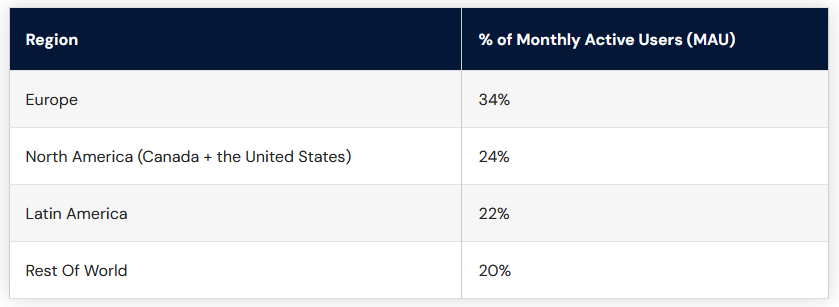 Region % of Monthly Active Users (MAU)
Europe 34%
North America (Canada + the United States) 24%
Latin America 22%
Rest Of World 20%